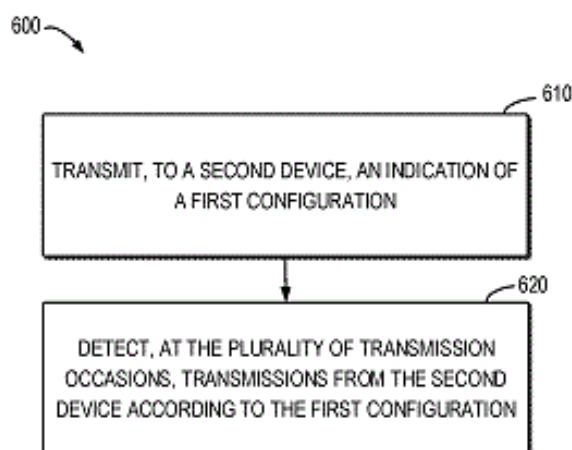 600
610
TRANSMIT, TO A SECOND DEVICE, AN INDICATION OF
A FIRST CONFIGURATION
620
DETECT, AT THE PLURALITY OF TRANSMISSION
OCCASIONS, TRANSMISSIONS FROM THE SECOND
DEVICE ACCORDING TO THE FIRST CONFIGURATION